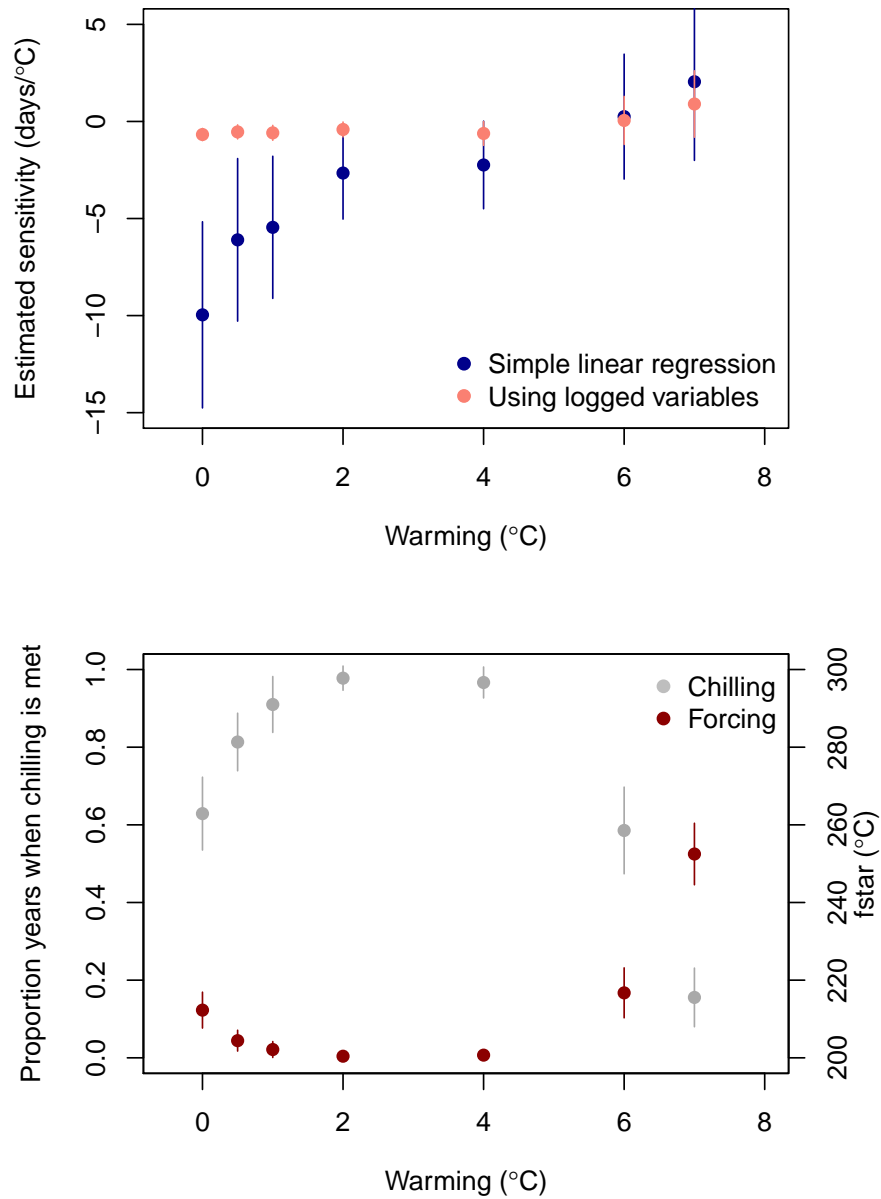 Estimated sensitivity (days/°C)
5
0
−5
−10
−15
Simple linear regression
Using logged variables
0 2 4 6 8
Warming (°C)
Proportion years when chilling is met
1.0
0.8
0.6
0.4
0.2
0.0
Chilling
Forcing
300
280
260
240
220
200
fstar (°C)
0 2 4 6 8
Warming (°C)